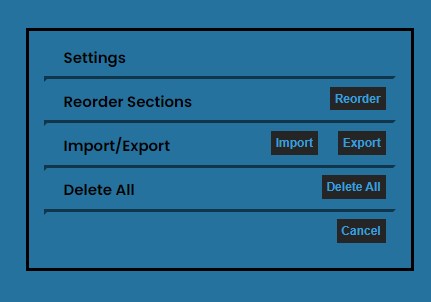 Settings
Reorder Sections Reorder
Import/Export Import Export
Delete All Delete All
Cancel